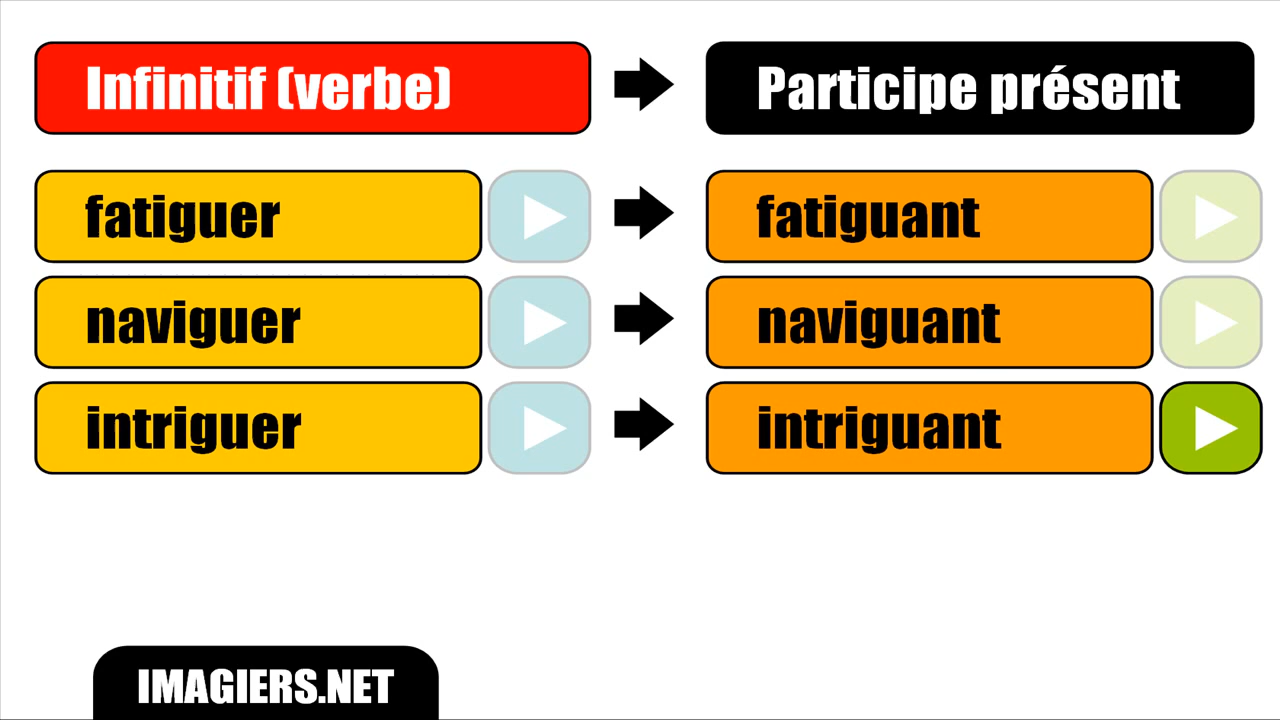 Infinitif (verbe) Participe présent
fatiguer fatiguant
naviguer naviguant
intriguer intriguant
IMAGIERS.NET